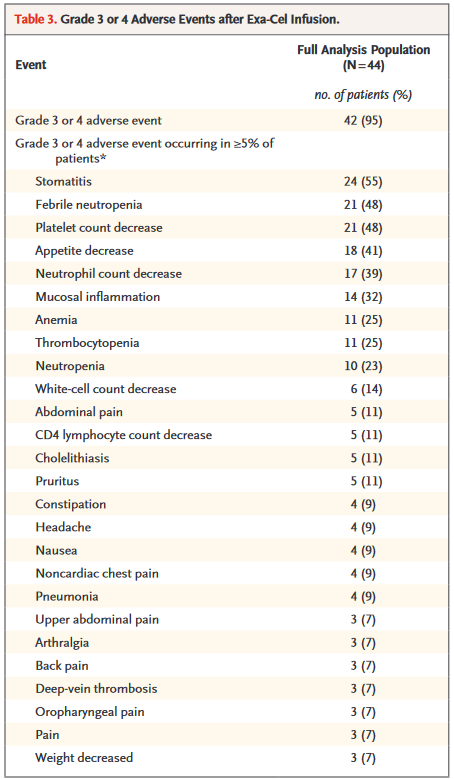 Table 3. Grade 3 or 4 Adverse Events after Exa-Cel Infusion.
Event
Full Analysis Population
(N=44)
no. of patients (%)
Grade 3 or 4 adverse event 42 (95)
Grade 3 or 4 adverse event occurring in ≥5% of
patients*
Stomatitis 24 (55)
Febrile neutropenia 21 (48)
Platelet count decrease 21 (48)
Appetite decrease 18 (41)
Neutrophil count decrease 17 (39)
Mucosal inflammation 14 (32)
Anemia 11 (25)
Thrombocytopenia 11 (25)
Neutropenia 10 (23)
White-cell count decrease 6 (14)
Abdominal pain 5 (11)
CD4 lymphocyte count decrease 5 (11)
Cholelithiasis 5 (11)
Pruritus 5 (11)
Constipation 4 (9)
Headache 4 (9)
Nausea 4 (9)
Noncardiac chest pain 4 (9)
Pneumonia 4 (9)
Upper abdominal pain 3 (7)
Arthralgia 3 (7)
Back pain 3 (7)
Deep-vein thrombosis 3 (7)
Oropharyngeal pain 3 (7)
Pain 3 (7)
Weight decreased 3 (7)